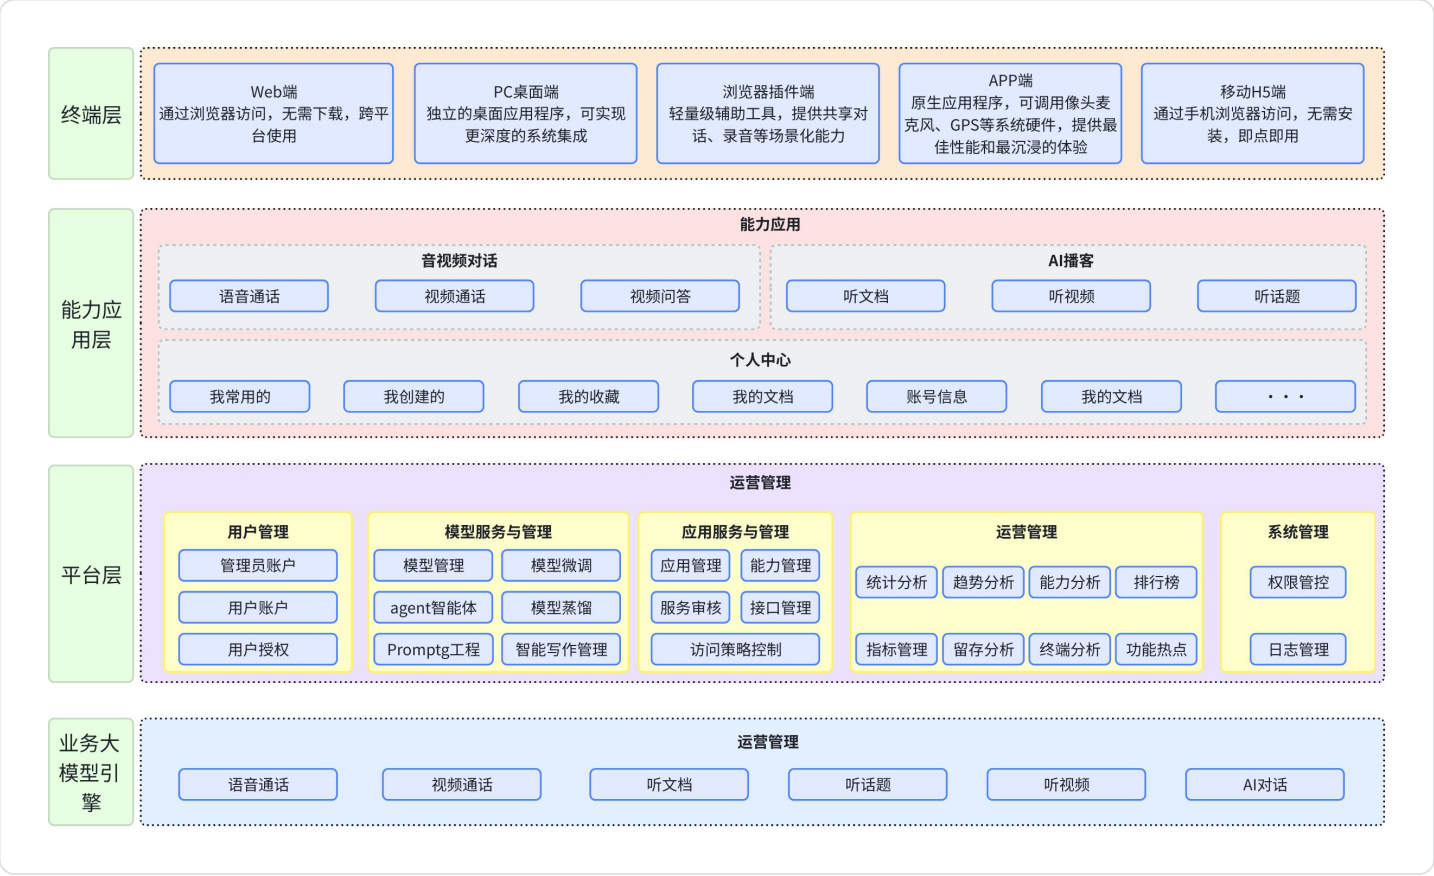 终端层
Web端
通过浏览器访问，无需下载，跨平
台使用
PC桌面端
独立的桌面应用程序，可实现
更深度的系统集成
浏览器插件端
轻量级辅助工具，提供共享对
话、录音等场景化能力
APP端
原生应用程序，可调用像头麦
克风、GPS等系统硬件，提供最
佳性能和最沉浸的体验
移动H5端
通过手机浏览器访问，无需安
装，即点即用
能力应
用层
能力应用
音视频对话
语音通话
视频通话
视频问答
AI播客
听文档
听视频
听话题
个人中心
我常用的
我创建的
我的收藏
我的文档
账号信息
我的文档
· · ·
平台层
运营管理
用户管理
管理员账户
用户账户
用户授权
模型服务与管理
模型管理
模型微调
agent智能体
模型蒸馏
Promptg工程
智能写作管理
应用服务与管理
应用管理
能力管理
服务审核
接口管理
访问策略控制
运营管理
统计分析
趋势分析
能力分析
排行榜
指标管理
留存分析
终端分析
功能热点
系统管理
权限管控
日志管理
业务大
模型引
擎
运营管理
语音通话
视频通话
听文档
听话题
听视频
AI对话